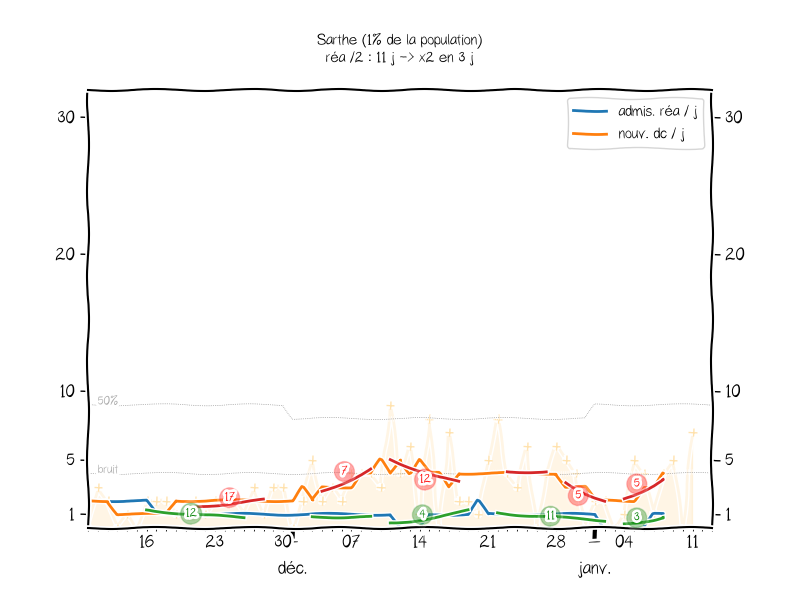 Sarthe (1% de la population)
réa /2 : 11 j -> x2 en 3 j
admis. réa / j
nouv. dc / j
30 30
20 20
10 10
50%
5 5
bruit
1 1
17 7 12 5 5
12 4 11 3
16 23 30 07 14 21 28 04 11
déc. janv.